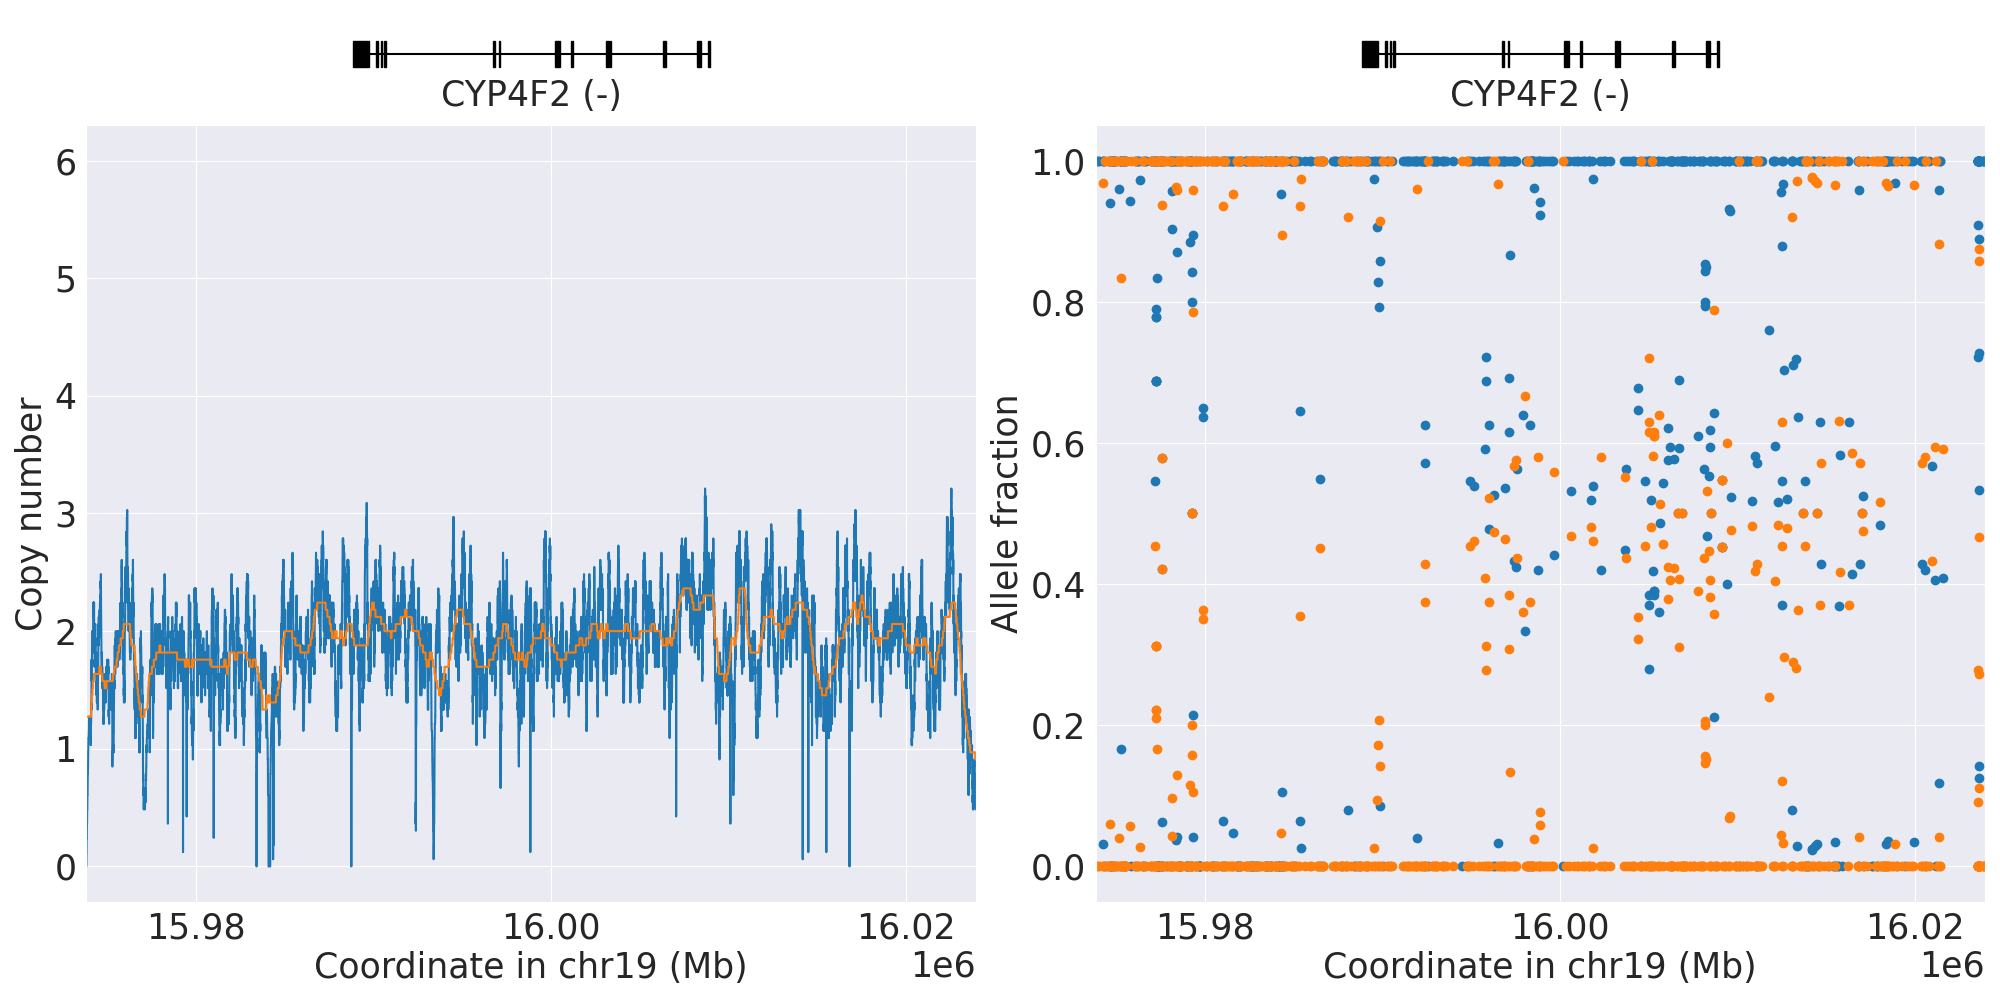 CYP4F2 (-)
Copy number
6
5
4
3
2
1
0
15.98
16.00
16.02
Coordinate in chr19 (Mb)
1e6
CYP4F2 (-)
Allele fraction
1.0
0.8
0.6
0.4
0.2
0.0
15.98
16.00
16.02
Coordinate in chr19 (Mb)
1e6